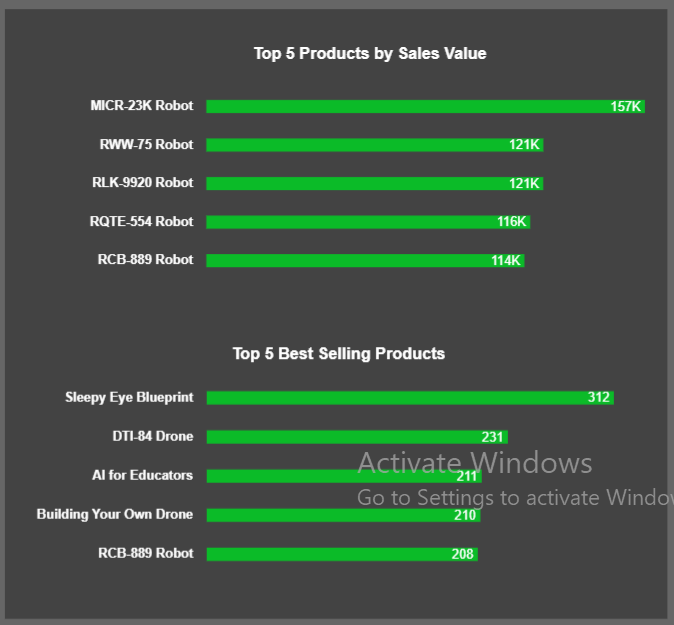 Top 5 Products by Sales Value
MICR-23K Robot 157K
RWW-75 Robot 121K
RLK-9920 Robot 121K
RQTE-554 Robot 116K
RCB-889 Robot 114K
Top 5 Best Selling Products
Sleepy Eye Blueprint 312
DTI-84 Drone 231
Activate Windows
AI for Educators 211
Go to Settings to activate Window
Building Your Own Drone 210
RCB-889 Robot 208